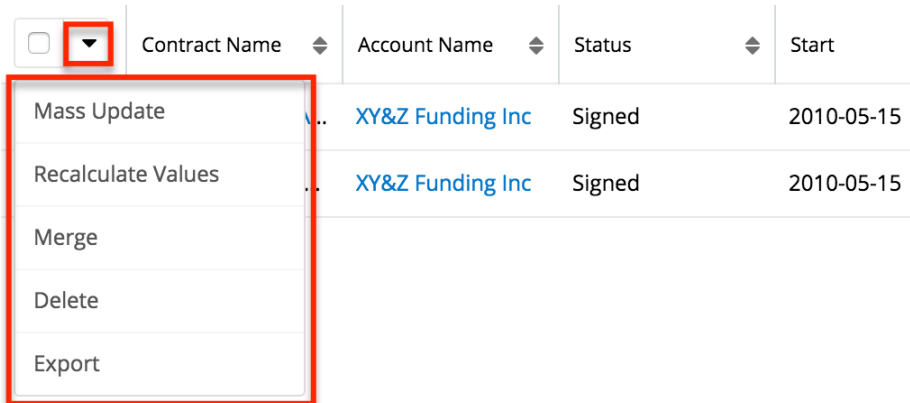 Contract Name Account Name Status Start
Mass Update .. XY&Z Funding Inc Signed 2010-05-15
Recalculate Values ... XY&Z Funding Inc Signed 2010-05-15
Merge
Delete
Export